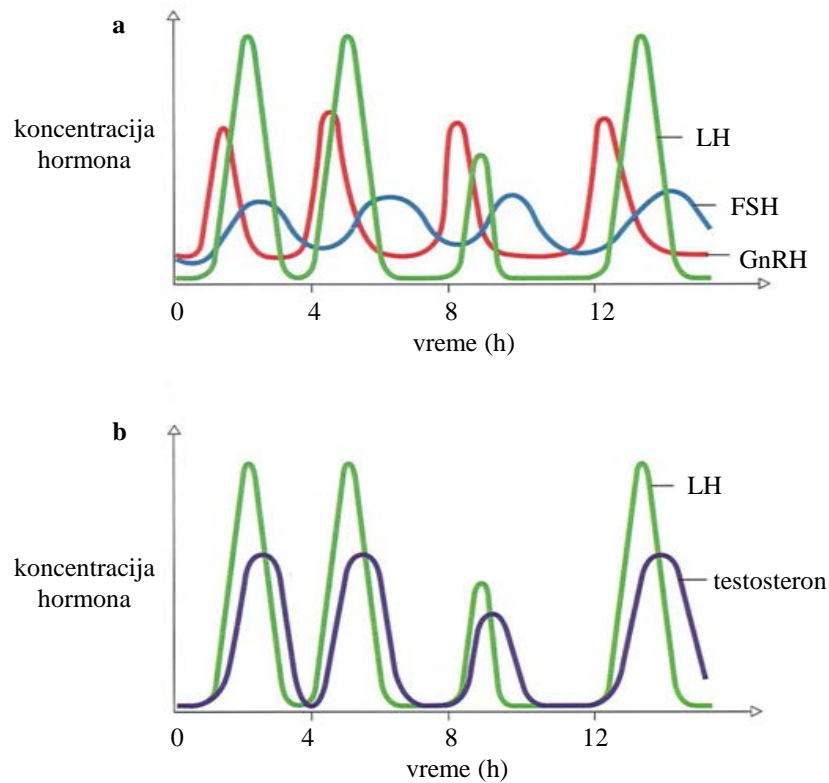 a
koncentracija
hormona
LH
FSH
GnRH
0 4 8 12
vreme (h)
b
koncentracija
hormona
LH
testosteron
0 4 8 12
vreme (h)